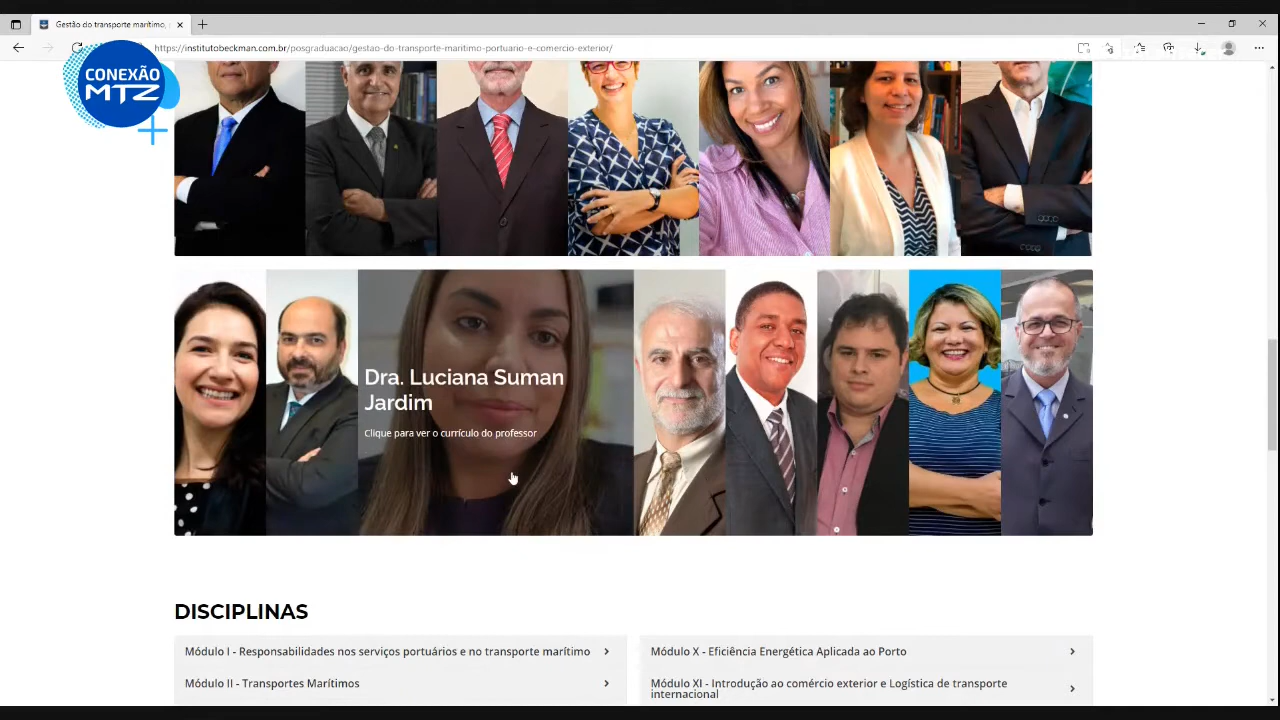 Gestão do transporte marítimo,
https://institutobeckman.com.br/posgraduacao/gestao-do-transporte-maritimo-portuario-e-comercio-exterior/
CONEXÃO
MTZ
Dra. Luciana Suman
Jardim
Clique para ver o currículo do professor
DISCIPLINAS
Módulo I - Responsabilidades nos serviços portuários e no transporte marítimo
Módulo II - Transportes Marítimos
Módulo X - Eficiência Energética Aplicada ao Porto
Módulo XI - Introdução ao comércio exterior e Logística de transporte
internacional